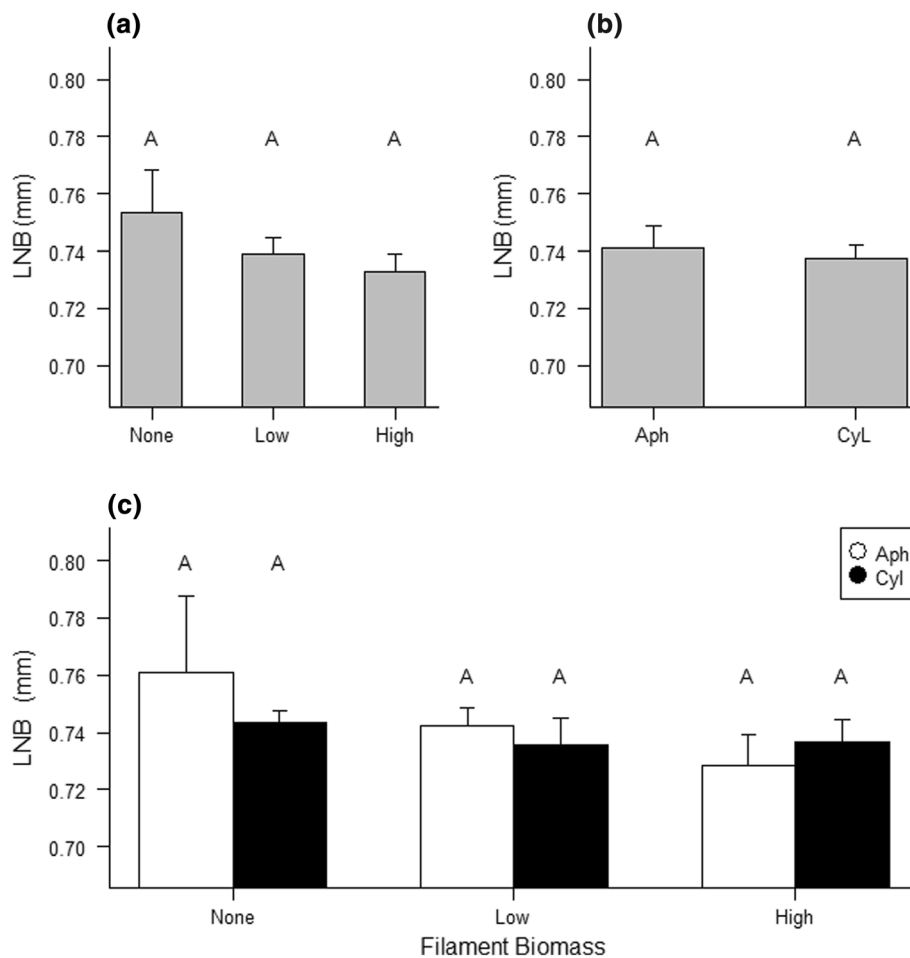 (a)
LNB (mm)
0.80
0.78
0.76
0.74
0.72
0.70
A A A
None Low High
(b)
LNB (mm)
0.80
0.78
0.76
0.74
0.72
0.70
A A
Aph CyL
(c)
LNB (mm)
0.80
0.78
0.76
0.74
0.72
0.70
A A A A A A
Aph
Cyl
None Low High
Filament Biomass